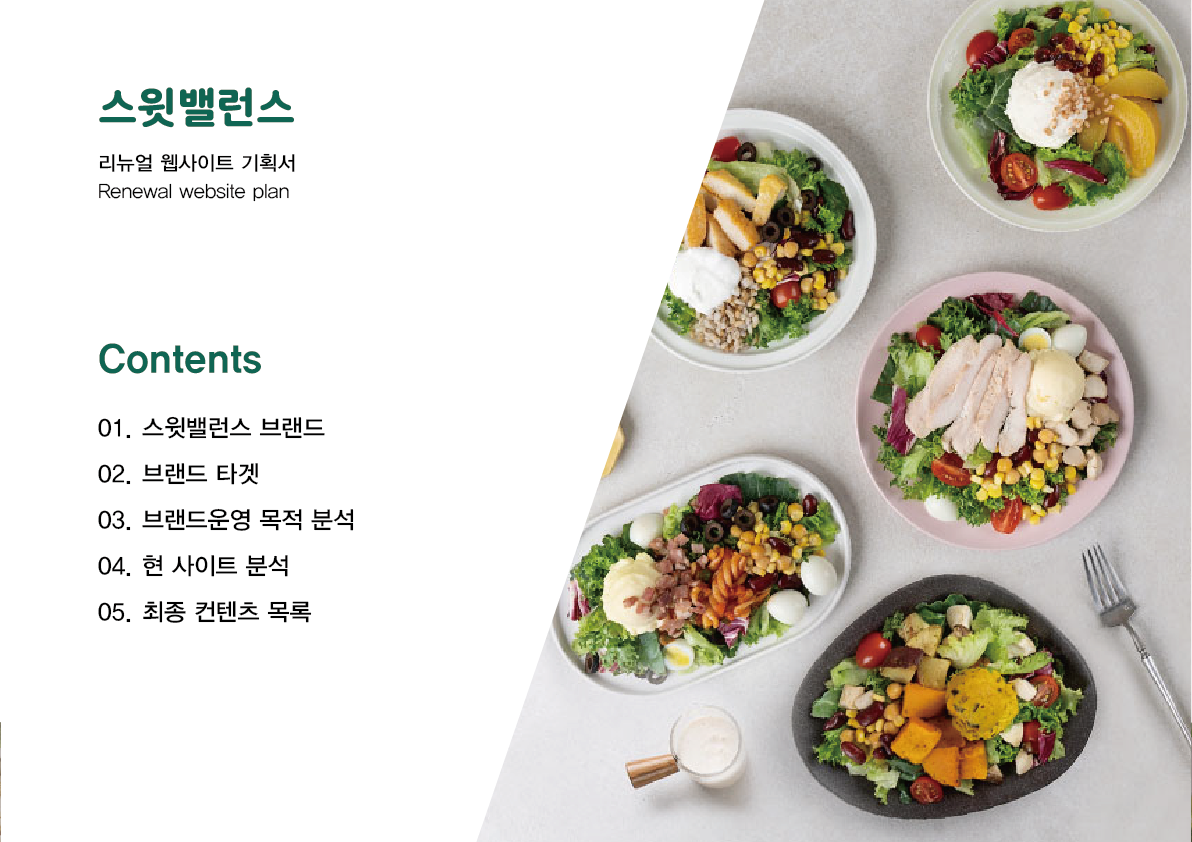 스윗밸런스
리뉴얼 웹사이트 기획서
Renewal website plan
Contents
01. 스윗밸런스 브랜드
02. 브랜드 타겟
03. 브랜드운영 목적 분석
04. 현 사이트 분석
05. 최종 컨텐츠 목록